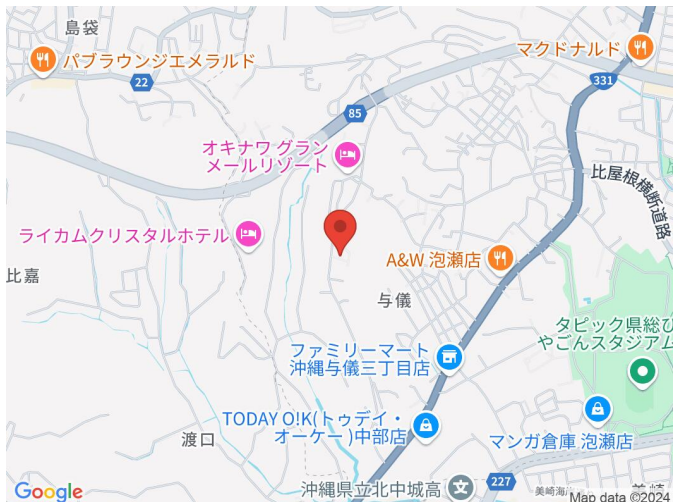 島袋
パブラウンジエメラルド
22
マクドナルド
331
85
オキナワ グラン
メールリゾート
比屋根横断道路
ライカムクリスタルホテル
A&W 泡瀬店
比嘉
与儀
タピック県総ひ
やごんスタジアム
ファミリーマート
沖縄与儀三丁目店
TODAY O!K(トゥデイ・
オーケー )中部店
マンガ倉庫 泡瀬店
渡口
227
沖縄県立北中城高
Google
Map data ©2024